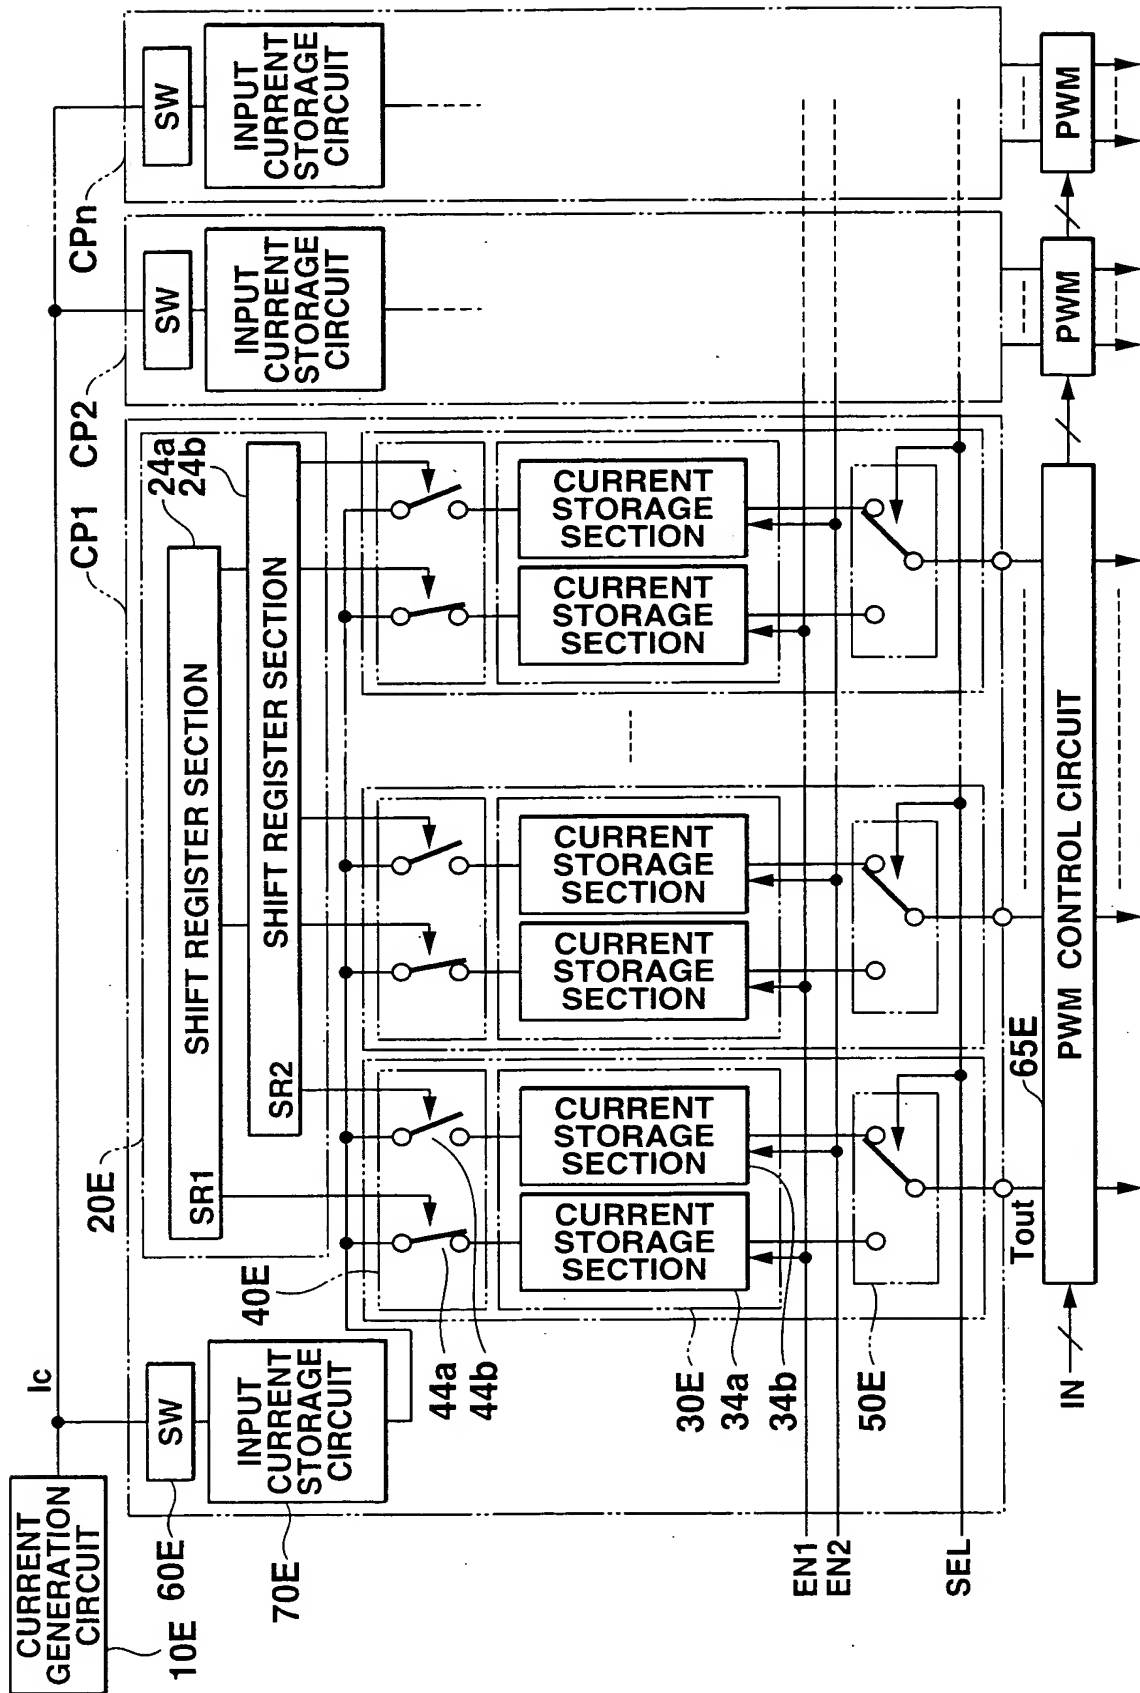 CURRENT
GENERATION
CIRCUIT
10E
Ic
SW
60E
INPUT
CURRENT
STORAGE
CIRCUIT
70E
20E
CP1
CP2
CPn
SHIFT REGISTER SECTION
SR1
24a
SHIFT REGISTER SECTION
SR2
24b
SW
INPUT
CURRENT
STORAGE
CIRCUIT
SW
INPUT
CURRENT
STORAGE
CIRCUIT
40E
44a
44b
CURRENT
STORAGE
SECTION
CURRENT
STORAGE
SECTION
CURRENT
STORAGE
SECTION
CURRENT
STORAGE
SECTION
CURRENT
STORAGE
SECTION
CURRENT
STORAGE
SECTION
30E
34a
34b
50E
EN1
EN2
SEL
Tout
65E
IN
PWM CONTROL CIRCUIT
PWM
PWM